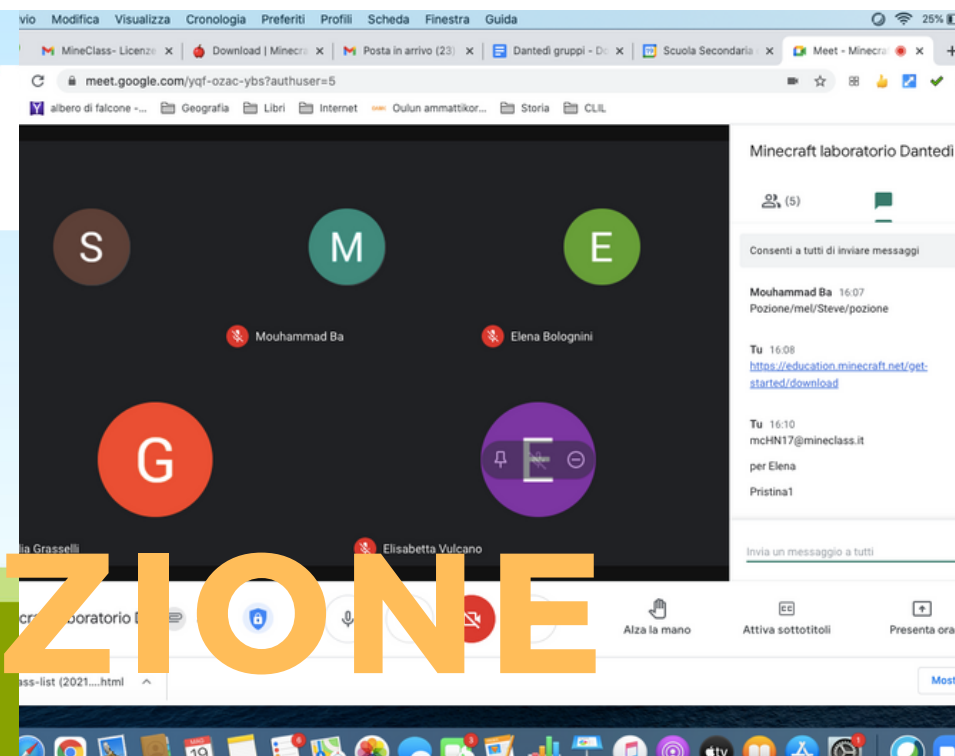 vio Modifica Visualizza Cronologia Preferiti Profili Scheda Finestra Guida 25%
MineClass- Licenze Download | Minecra Posta in arrivo (23) Dantedì gruppi - Do Scuola Secondaria Meet - Minecra
meet.google.com/yqf-ozac-ybs?authuser=5
albero di falcone -... Geografia Libri Internet Oulun ammattikor... Storia CLIL
Minecraft laboratorio Dantedì
(5)
S
M
E
Consenti a tutti di inviare messaggi
Mouhammad Ba 16:07
Pozione/mel/Steve/pozione
Mouhammad Ba
Elena Bolognini
Tu 16:08
https://education.minecraft.net/get-
started/download
G
E
Tu 16:10
mcHN17@mineclass.it
per Elena
Pristina1
ia Grasselli
Elisabetta Vulcano
Invia un messaggio a tutti
ZIONE
oratorio
Alza la mano
Attiva sottotitoli
Presenta ora
ass-list (2021....html
Most
19
tv